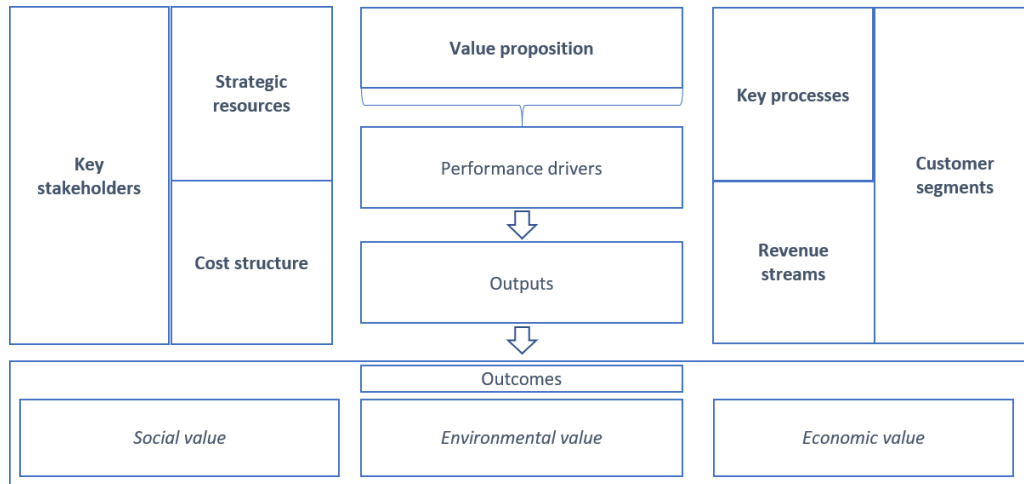 Key
stakeholders
Strategic
resources
Cost structure
Value proposition
Performance drivers
Outputs
Key processes
Revenue
streams
Customer
segments
Outcomes
Social value
Environmental value
Economic value